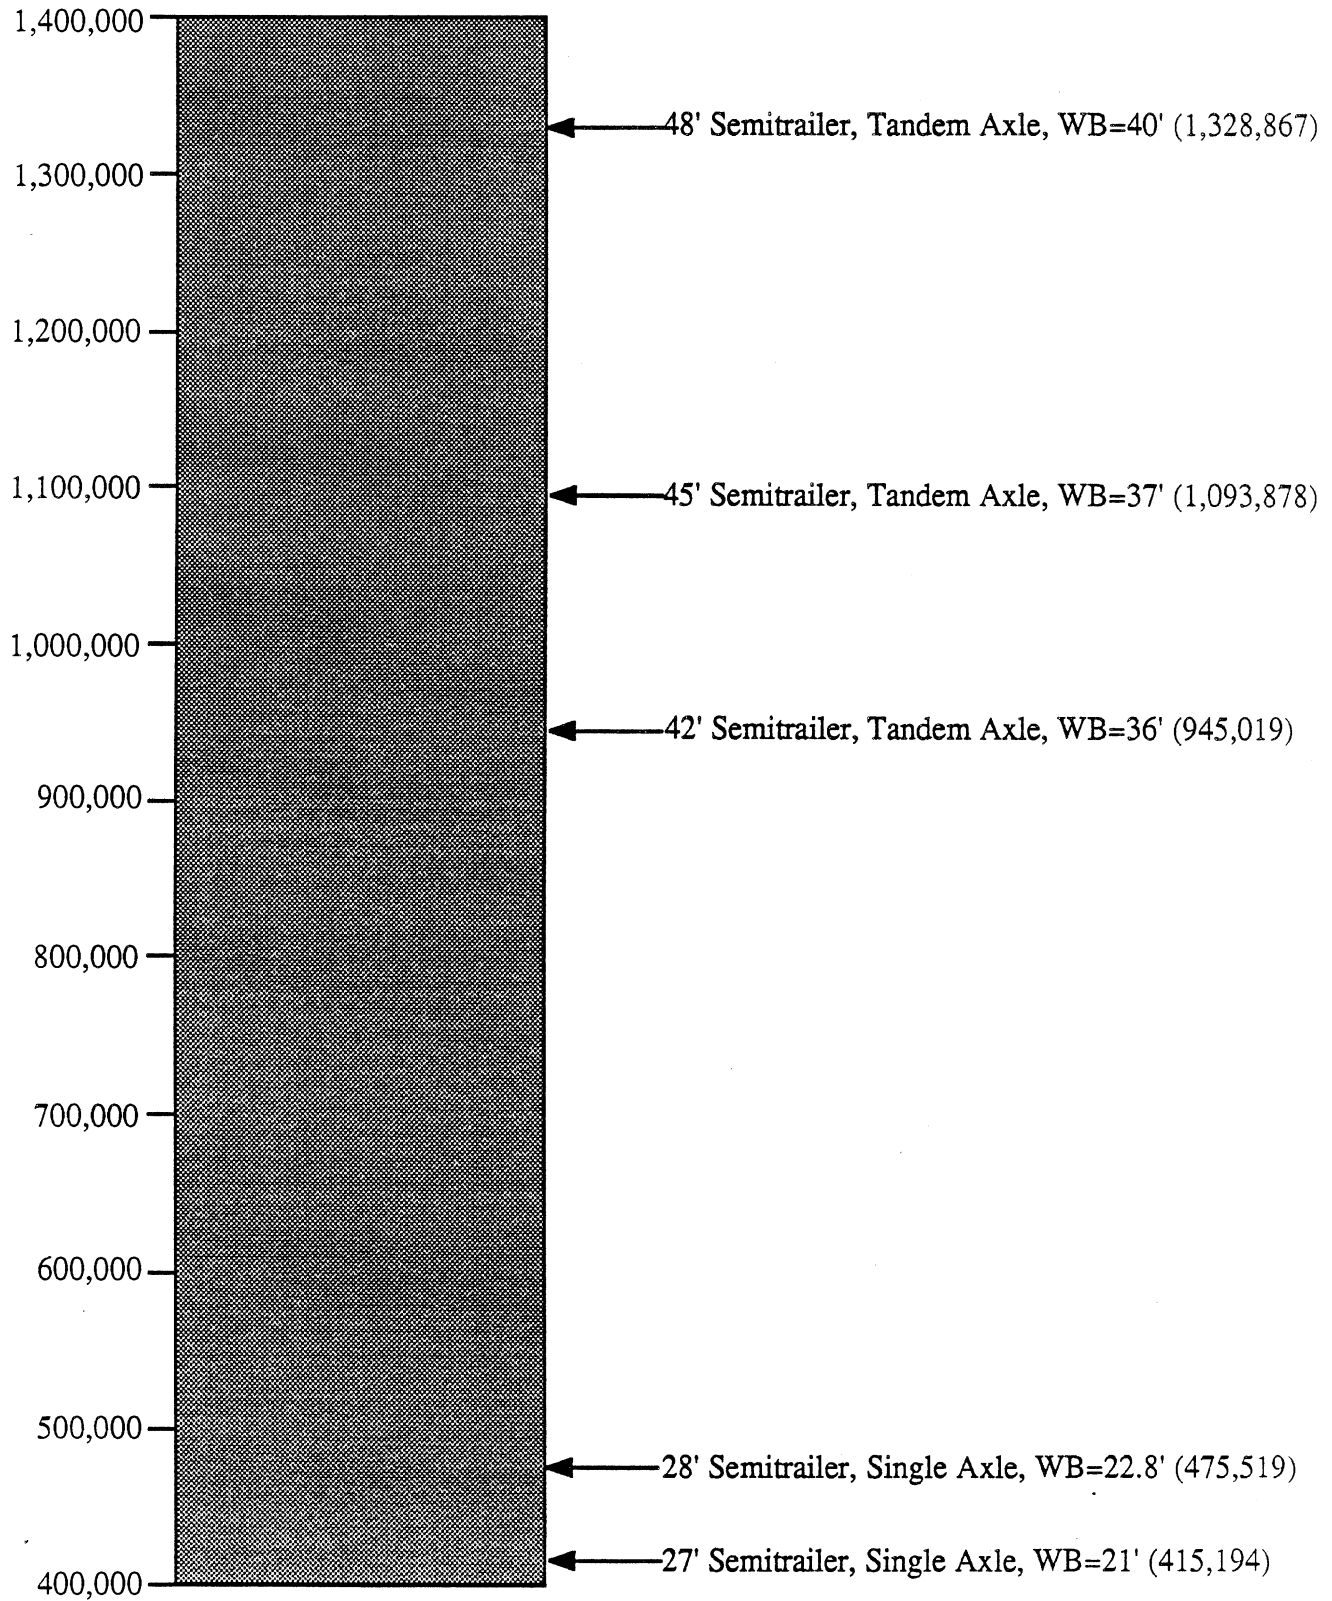 1,400,000
48' Semitrailer, Tandem Axle, WB=40' (1,328,867)
1,300,000
1,200,000
1,100,000
45' Semitrailer, Tandem Axle, WB=37' (1,093,878)
1,000,000
42' Semitrailer, Tandem Axle, WB=36' (945,019)
900,000
800,000
700,000
600,000
500,000
28' Semitrailer, Single Axle, WB=22.8' (475,519)
27' Semitrailer, Single Axle, WB=21' (415,194)
400,000